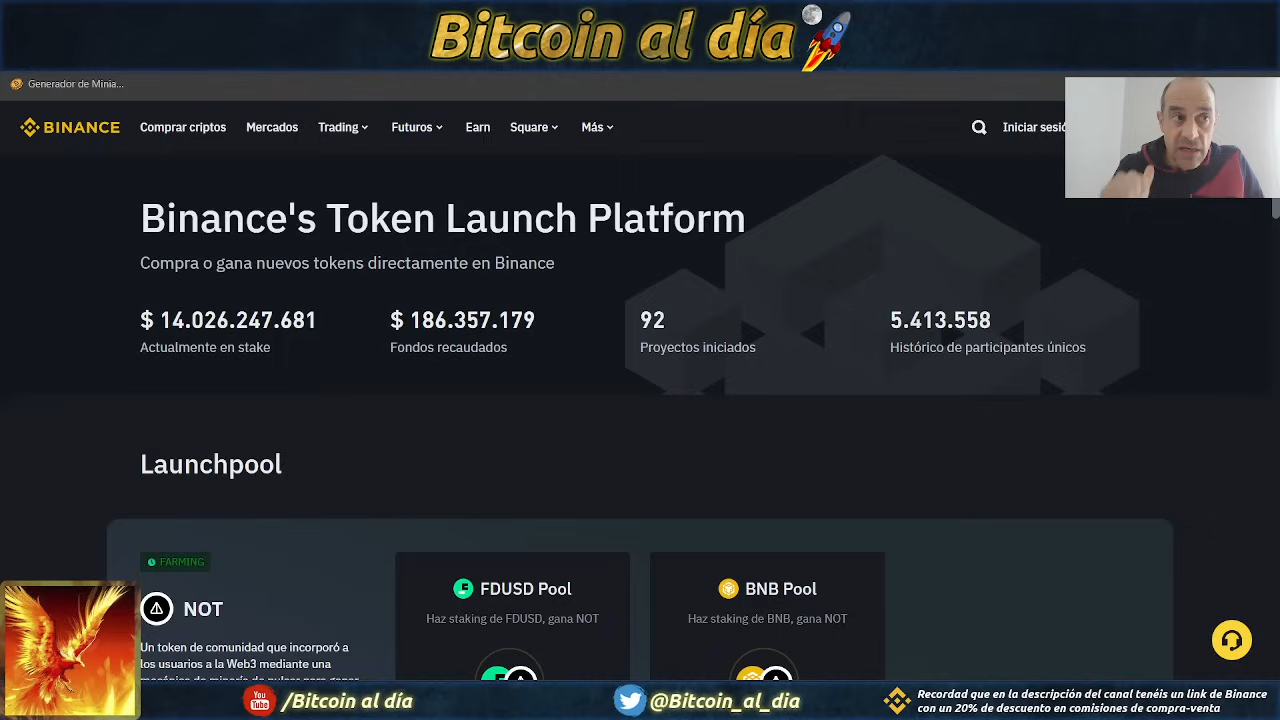 Bitcoin al día
Generador de Minia...
BINANCE Comprar criptos Mercados Trading Futuros Earn Square Más Iniciar sesió
Binance's Token Launch Platform
Compra o gana nuevos tokens directamente en Binance
$ 14.026.247.681 $ 186.357.179 92 5.413.558
Actualmente en stake Fondos recaudados Proyectos iniciados Histórico de participantes únicos
Launchpool
FARMING
NOT
Un token de comunidad que incorporó a
los usuarios a la Web3 mediante una
FDUSD Pool
Haz staking de FDUSD, gana NOT
BNB Pool
Haz staking de BNB, gana NOT
You
Tube
/Bitcoin al día
@Bitcoin_al_dia
Recordad que en la descripción del canal tenéis un link de Binance
con un 20% de descuento en comisiones de compra-venta